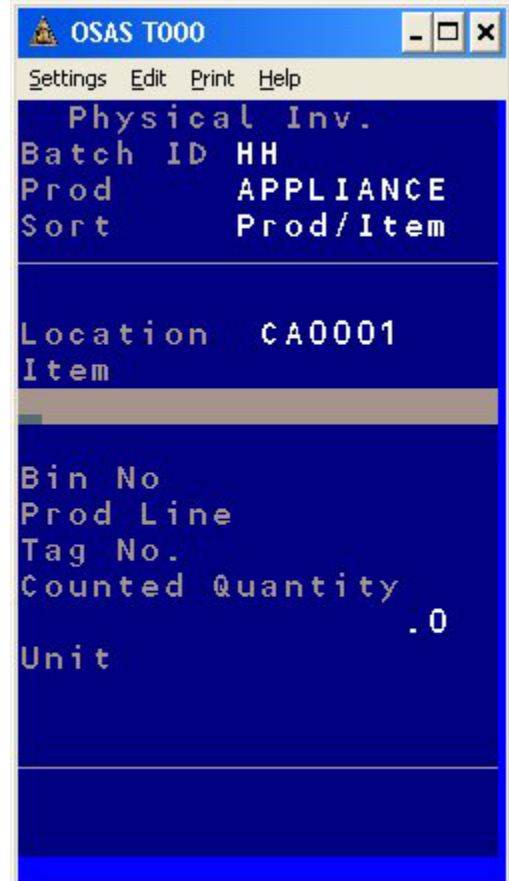 OSAS T000
Settings Edit Print Help
Physical Inv.
Batch ID HH
Prod APPLIANCE
Sort Prod/Item
Location CA0001
Item
Bin No
Prod Line
Tag No.
Counted Quantity
.0
Unit